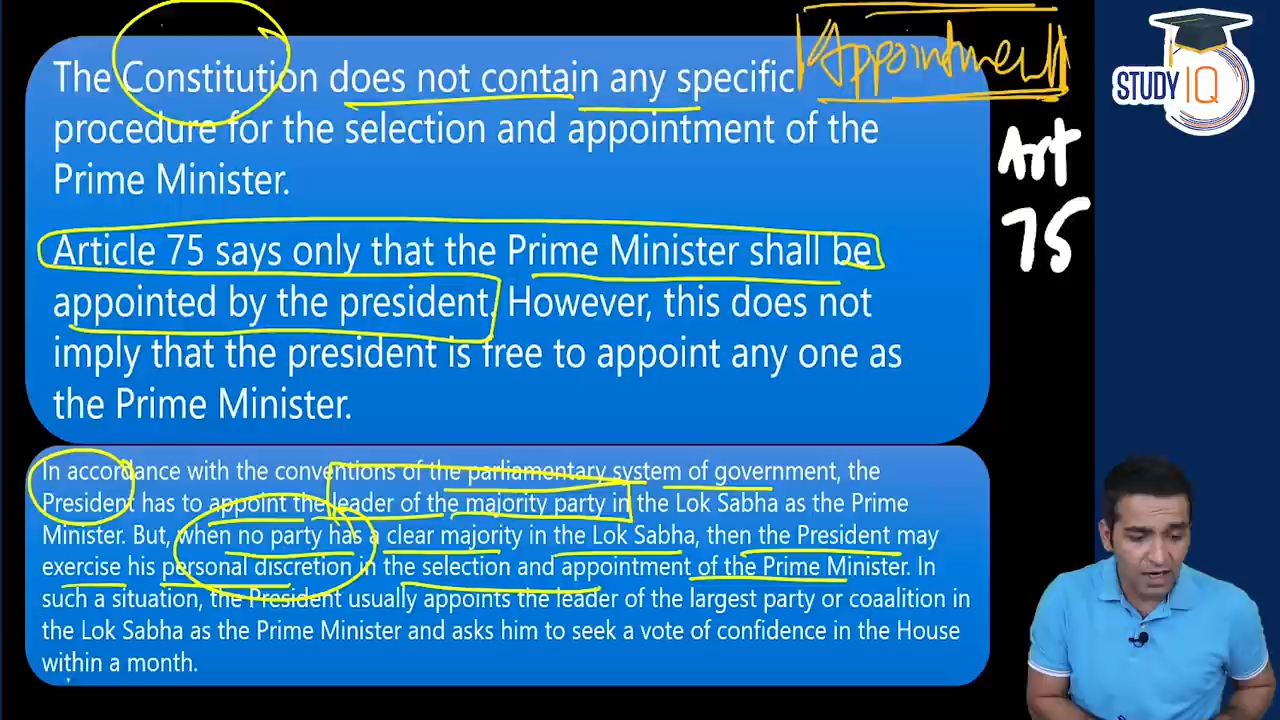 The Constitution does not contain any specific
Appointment
procedure for the selection and appointment of the
Prime Minister.
Article 75 says only that the Prime Minister shall be
appointed by the president. However, this does not
imply that the president is free to appoint any one as
the Prime Minister.
In accordance with the conventions of the parliamentary system of government, the
President has to appoint the leader of the majority party in the Lok Sabha as the Prime
Minister. But, when no party has a clear majority in the Lok Sabha, then the President may
exercise his personal discretion in the selection and appointment of the Prime Minister. In
such a situation, the President usually appoints the leader of the largest party or coaalition in
the Lok Sabha as the Prime Minister and asks him to seek a vote of confidence in the House
within a month.
STUDY IQ
Art
75